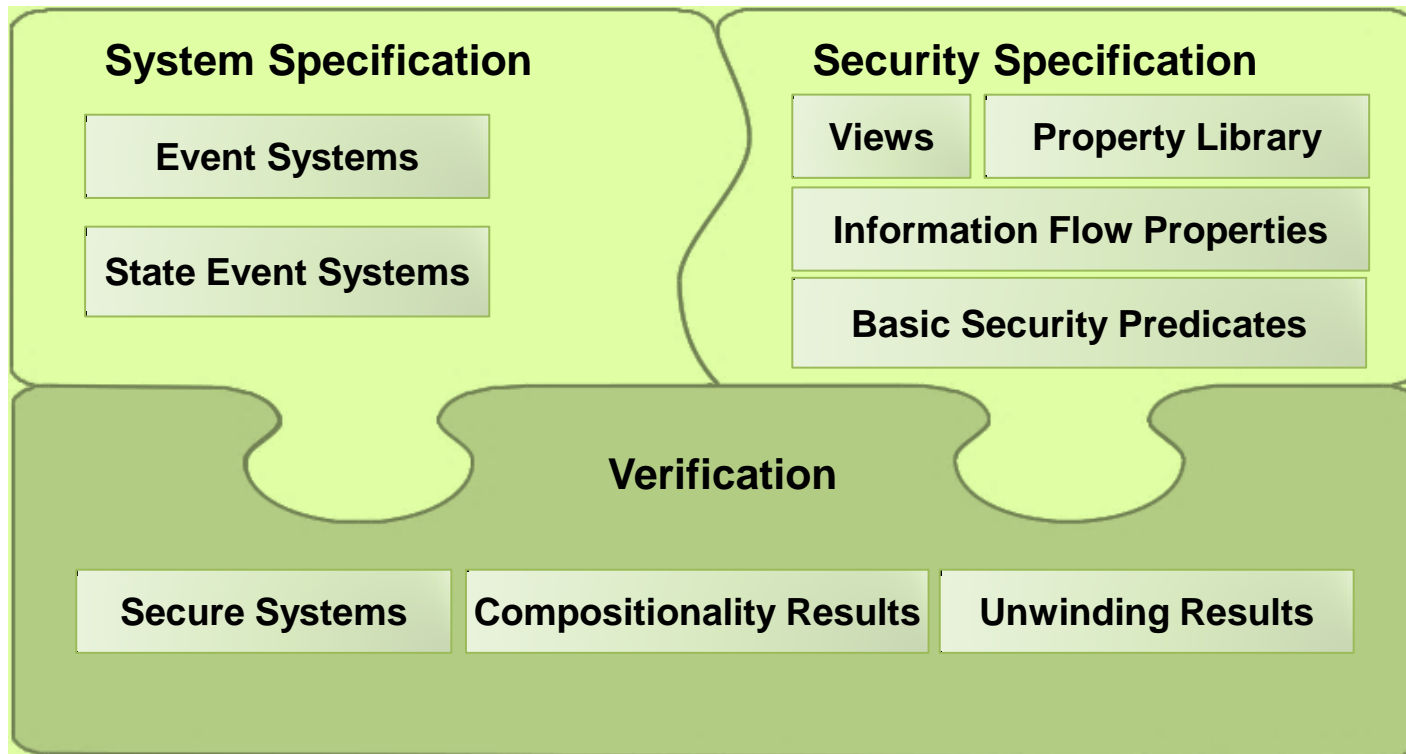 System Specification
Event Systems
State Event Systems
Security Specification
Views
Property Library
Information Flow Properties
Basic Security Predicates
Verification
Secure Systems
Compositionality Results
Unwinding Results